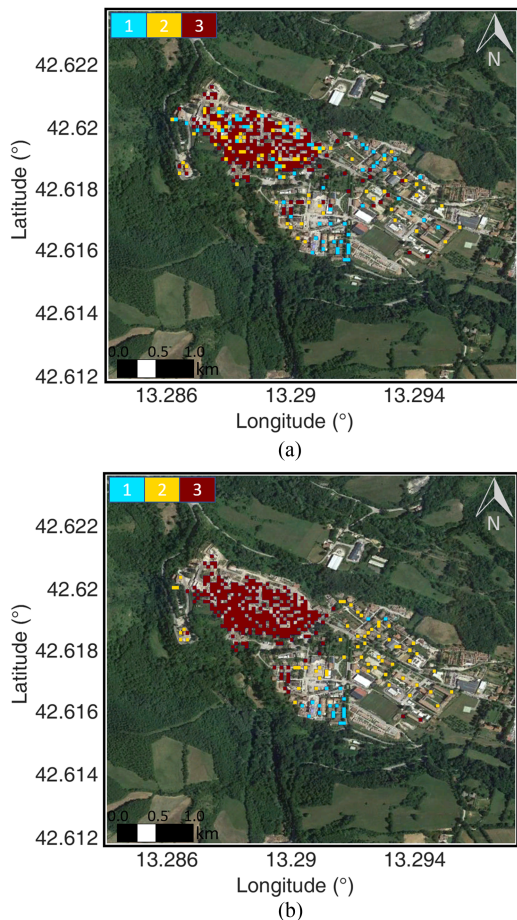 1 2 3
N
42.622
42.62
42.618
42.616
42.614
42.612
Latitude (°)
0.0 0.5 1.0
km
13.286 13.29 13.294
Longitude (°)
(a)
1 2 3
N
42.622
42.62
42.618
42.616
42.614
42.612
Latitude (°)
0.0 0.5 1.0
km
13.286 13.29 13.294
Longitude (°)
(b)